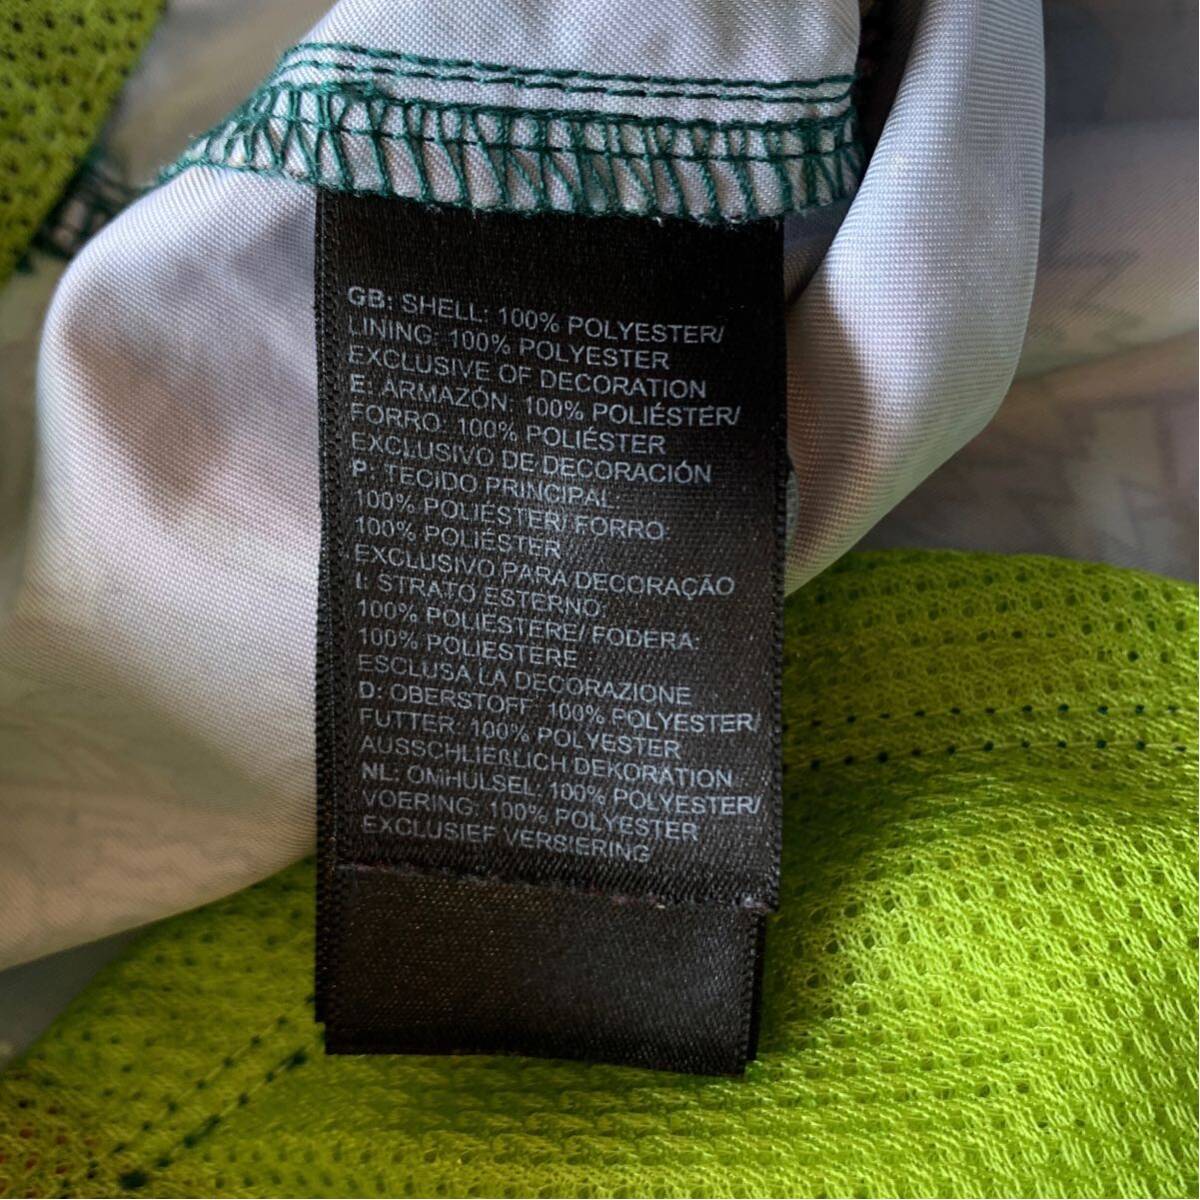 GB: SHELL: 100% POLYESTER/
LINING: 100% POLYESTER
EXCLUSIVE OF DECORATION
E: ARMAZÓN: 100% POLIÉSTER/
FORRO: 100% POLIÉSTER
EXCLUSIVO DE DECORACIÓN
P: TECIDO PRINCIPAL:
100% POLIÉSTER/ FORRO:
100% POLIÉSTER
EXCLUSIVO PARA DECORAÇÃO
I: STRATO ESTERNO:
100% POLIESTERE/ FODERA:
100% POLIESTERE
ESCLUSA LA DECORAZIONE
D: OBERSTOFF: 100% POLYESTER/
FUTTER: 100% POLYESTER
AUSSCHLIEßLICH DEKORATION
NL: OMHULSEL: 100% POLYESTER/
VOERING: 100% POLYESTER
EXCLUSIEF VERSIERING